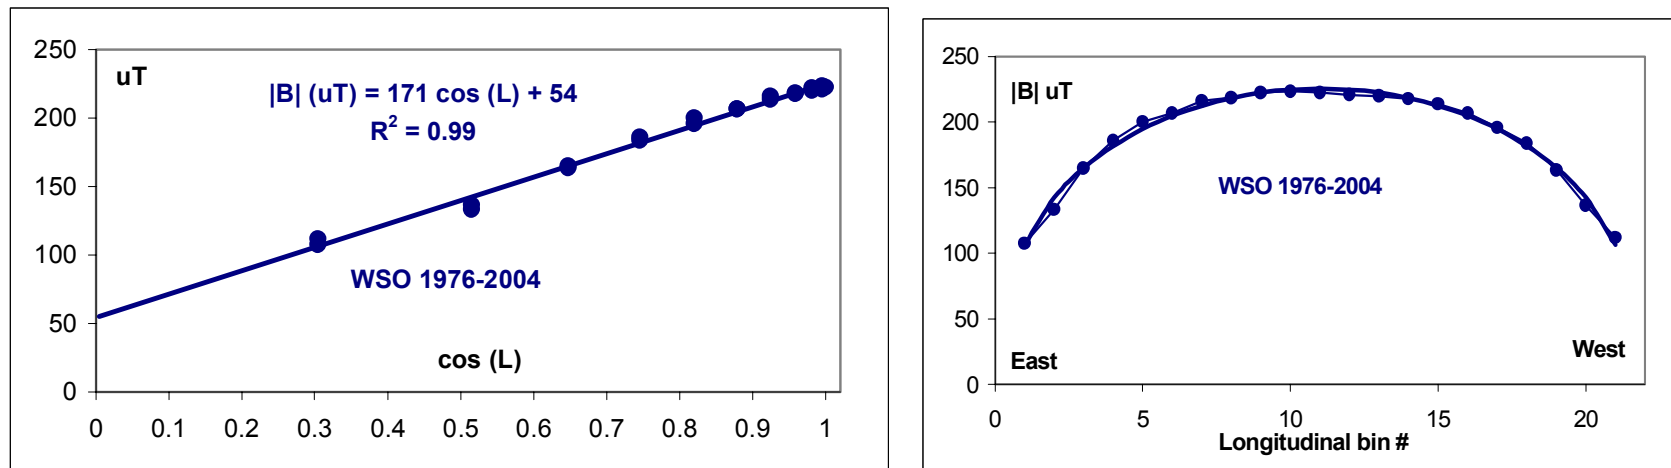 250
200
150
100
50
0
uT
|B| (uT) = 171 cos (L) + 54
R² = 0.99
WSO 1976-2004
cos (L)
0 0.1 0.2 0.3 0.4 0.5 0.6 0.7 0.8 0.9 1
250
200
150
100
50
0
|B| uT
WSO 1976-2004
East
West
0 5 10 15 20
Longitudinal bin #